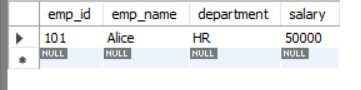 emp_id emp_name department salary
101 Alice HR 50000
NULL NULL NULL NULL